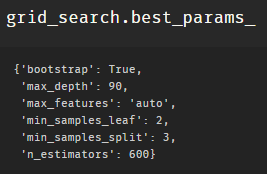 grid_search.best_params_
{'bootstrap': True,
'max_depth': 90,
'max_features': 'auto',
'min_samples_leaf': 2,
'min_samples_split': 3,
'n_estimators': 600}